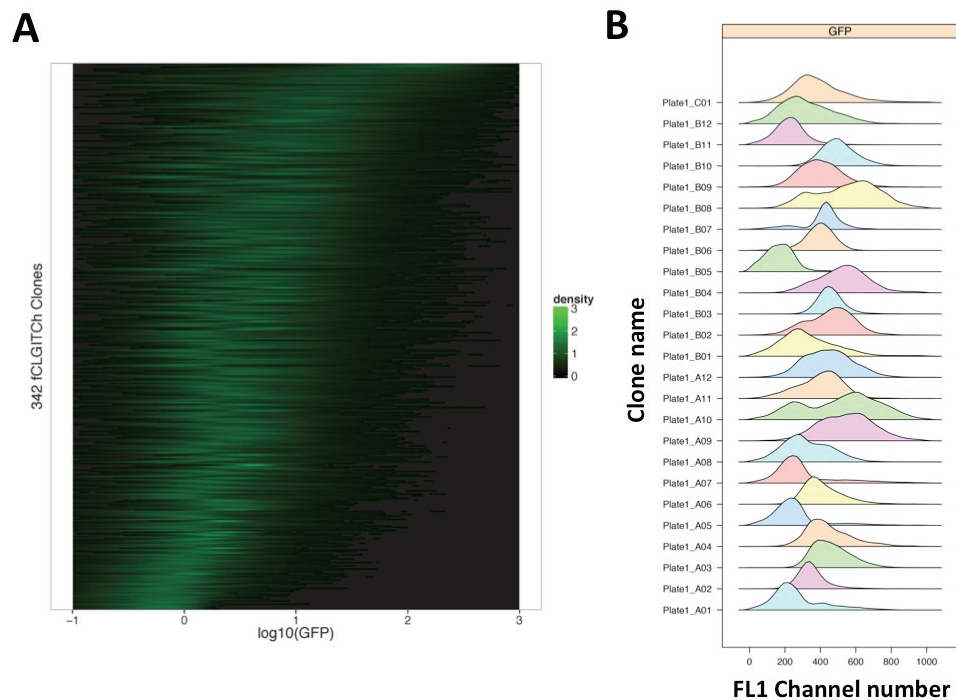 A
342 fCLGITCh Clones
−1
0
1
2
3
log10(GFP)
density
3
2
1
0
B
GFP
Clone name
Plate1_C01
Plate1_B12
Plate1_B11
Plate1_B10
Plate1_B09
Plate1_B08
Plate1_B07
Plate1_B06
Plate1_B05
Plate1_B04
Plate1_B03
Plate1_B02
Plate1_B01
Plate1_A12
Plate1_A11
Plate1_A10
Plate1_A09
Plate1_A08
Plate1_A07
Plate1_A06
Plate1_A05
Plate1_A04
Plate1_A03
Plate1_A02
Plate1_A01
0 200 400 600 800 1000
FL1 Channel number